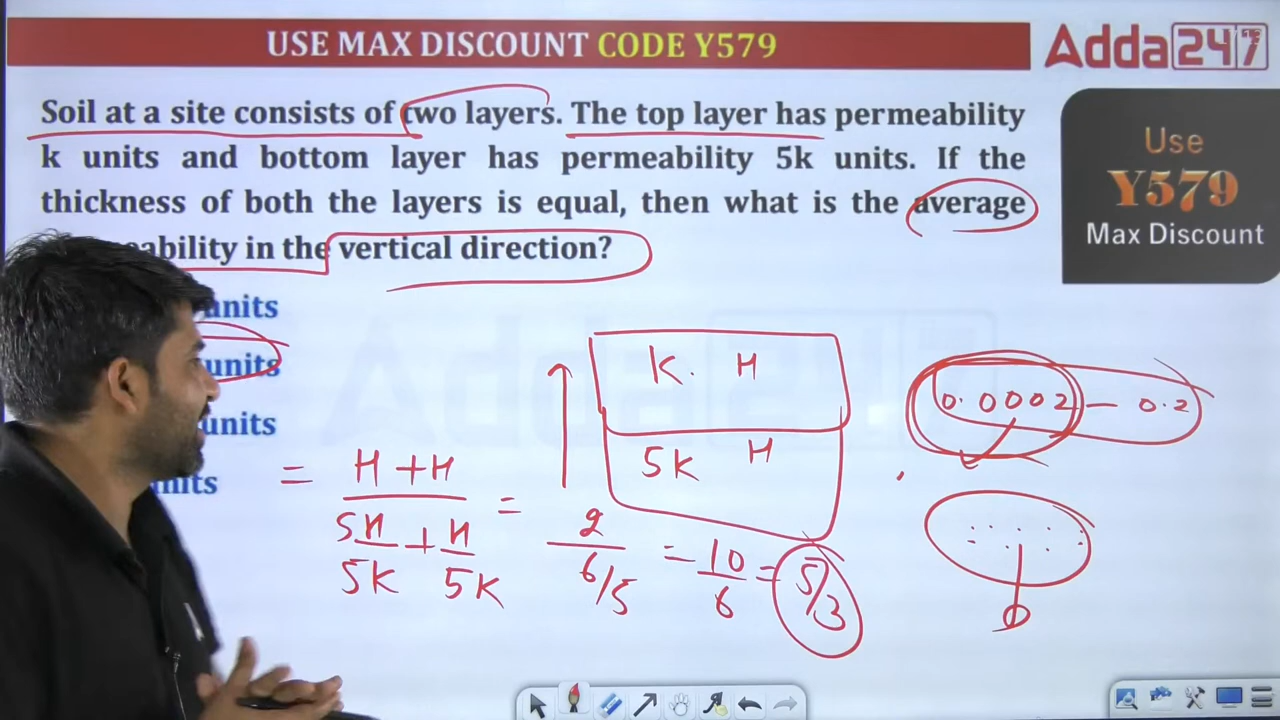 USE MAX DISCOUNT CODE Y579
Adda247
Soil at a site consists of two layers. The top layer has permeability
k units and bottom layer has permeability 5k units. If the
thickness of both the layers is equal, then what is the average
ability in the vertical direction?
units
units
units
units
Use
Y579
Max Discount
K. H
5K H
0.0002 — 0.2
= H + H / 5H/5K + H/5K = 2 / 6/5 = 10/6 = 5/3